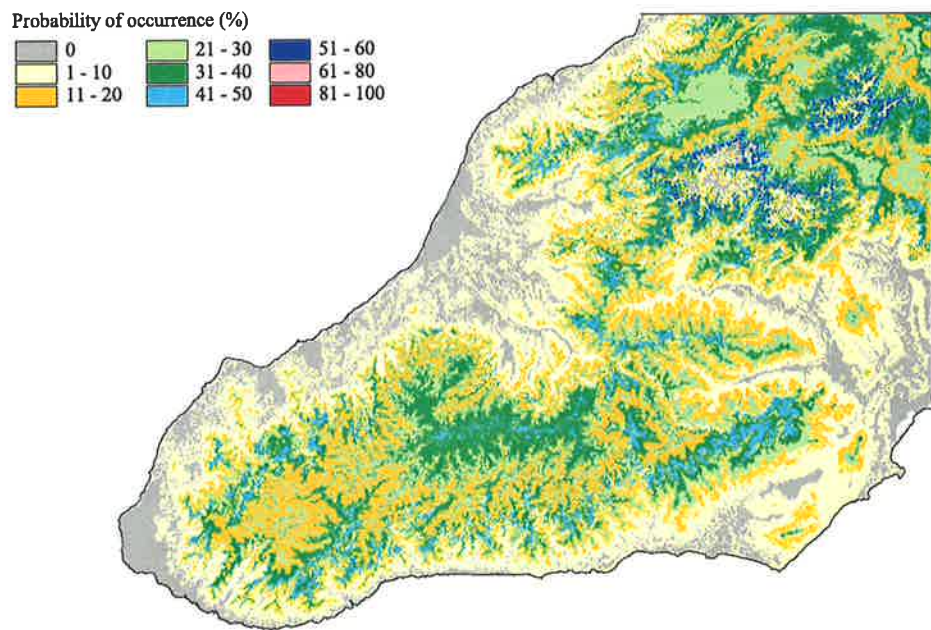 Probability of occurrence (%)
0 21 - 30 51 - 60
1 - 10 31 - 40 61 - 80
11 - 20 41 - 50 81 - 100